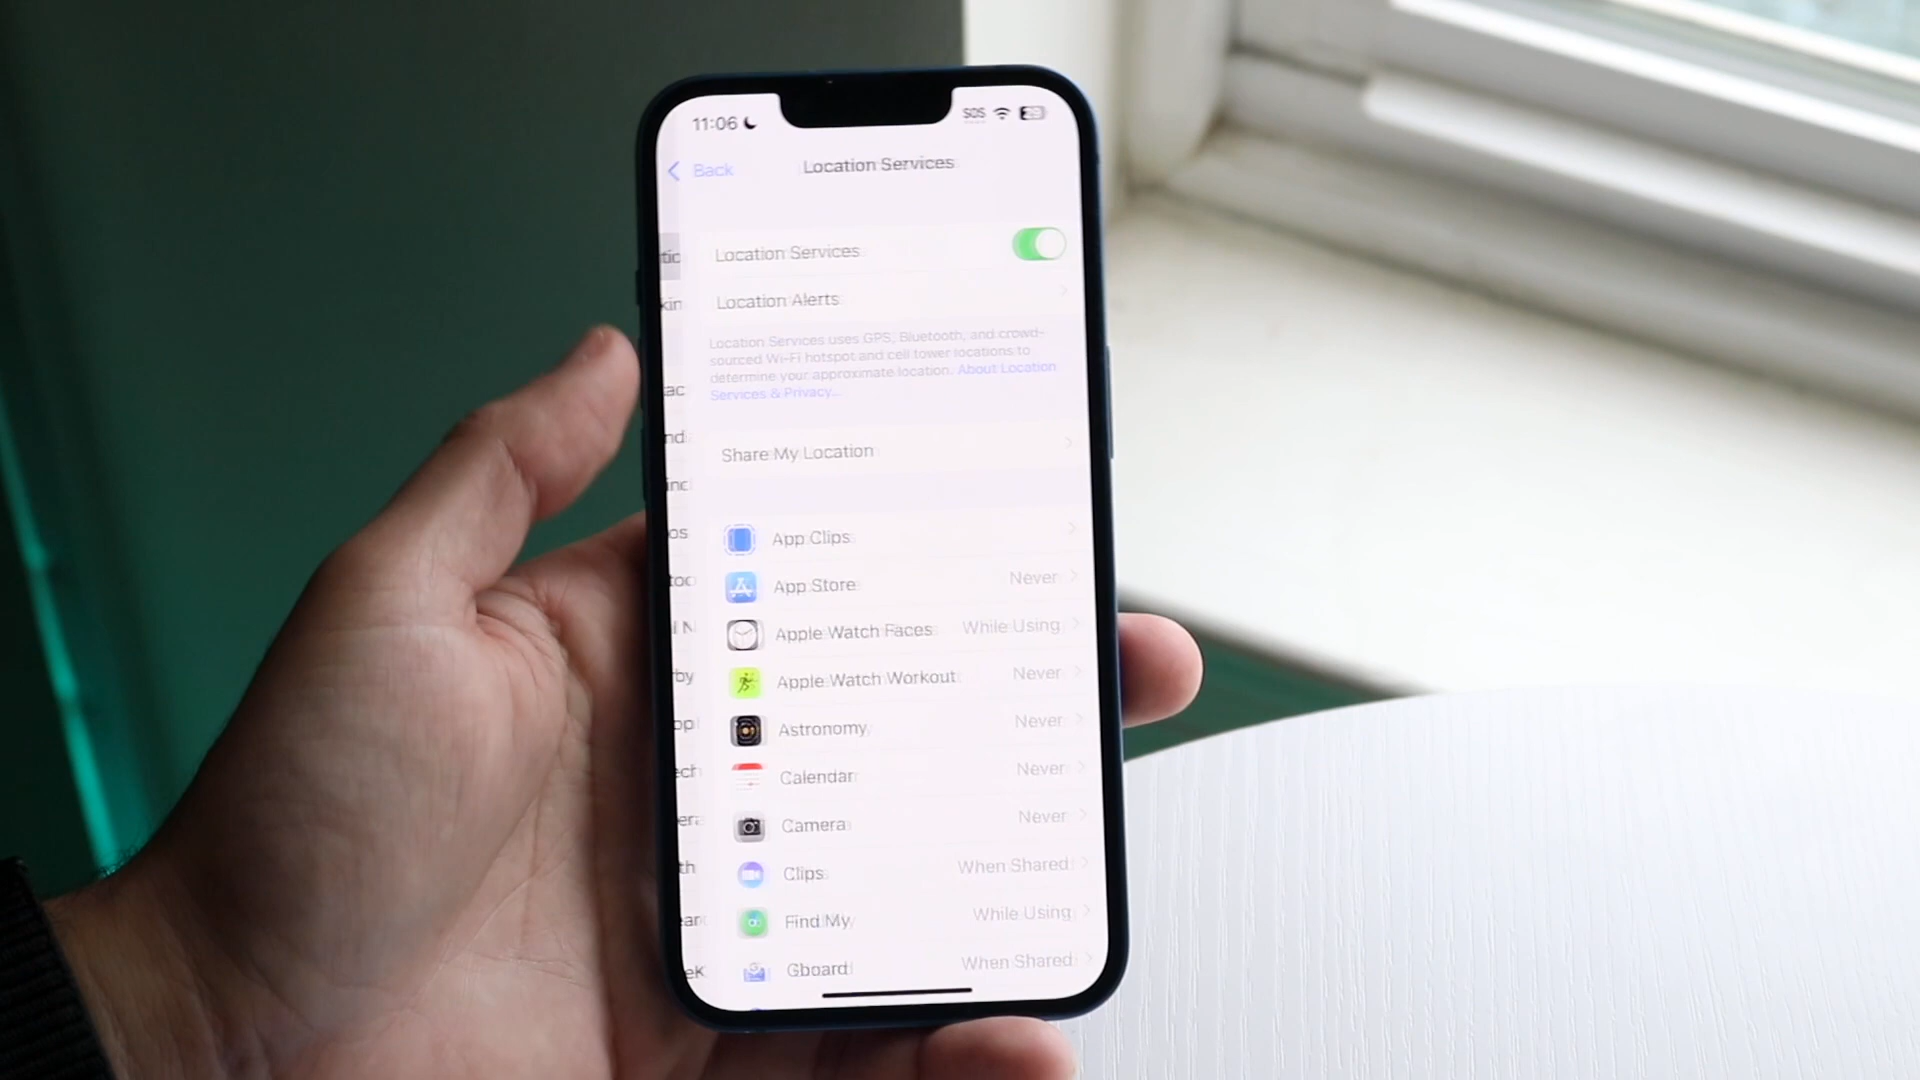 11:06 SOS
Back Location Services
Location Services
Location Alerts
Location Services uses GPS, Bluetooth, and crowd-
sourced Wi-Fi hotspot and cell tower locations to
determine your approximate location. About Location
Services & Privacy...
Share My Location
App Clips
App Store Never
Apple Watch Faces While Using
Apple Watch Workout Never
Astronomy Never
Calendar Never
Camera Never
Clips When Shared
Find My While Using
Gboard When Shared